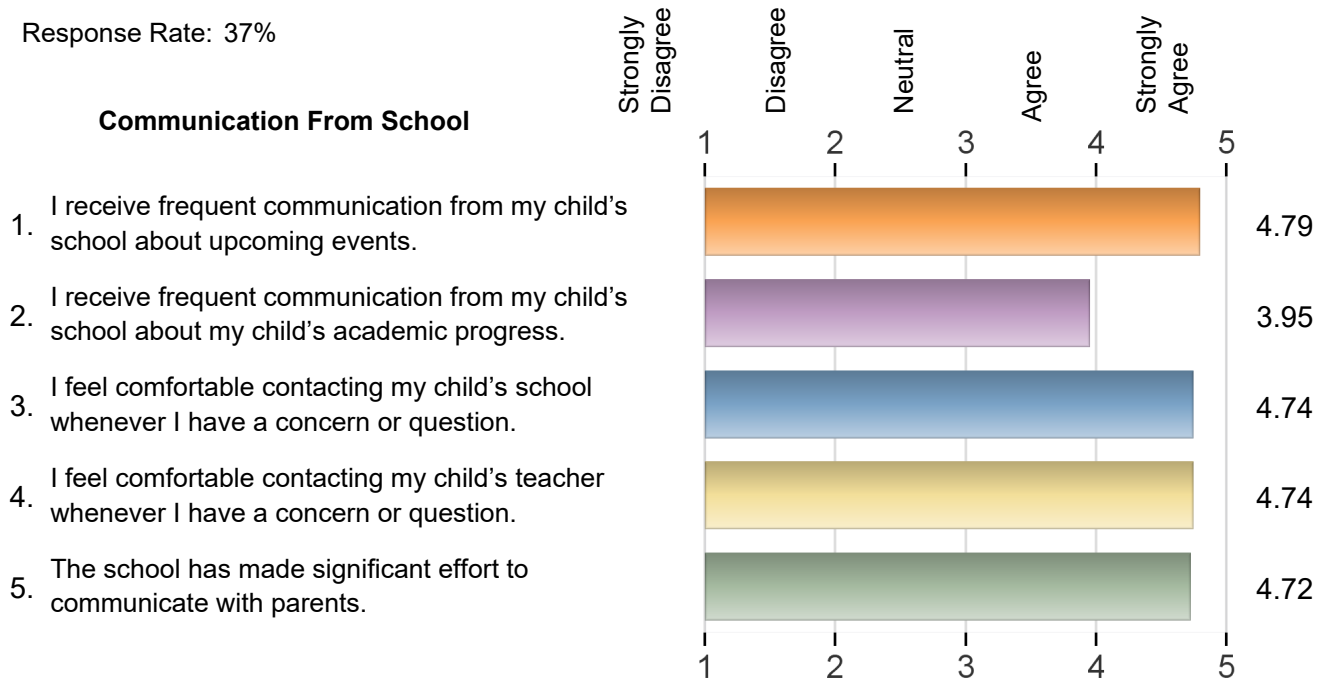 Response Rate: 37%
Strongly
Disagree
Disagree
Neutral
Agree
Strongly
Agree
Communication From School
1 2 3 4 5
1. I receive frequent communication from my child’s
school about upcoming events.
4.79
2. I receive frequent communication from my child’s
school about my child’s academic progress.
3.95
3. I feel comfortable contacting my child’s school
whenever I have a concern or question.
4.74
4. I feel comfortable contacting my child’s teacher
whenever I have a concern or question.
4.74
5. The school has made significant effort to
communicate with parents.
4.72
1 2 3 4 5